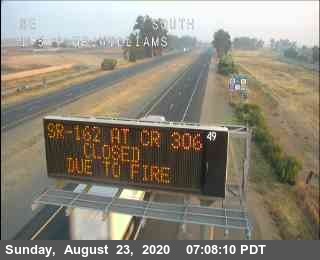 SOUTH
WILLIAMS
49
SR-162 AT CR 306
CLOSED
DUE TO FIRE
Sunday, August 23, 2020 07:08:10 PDT